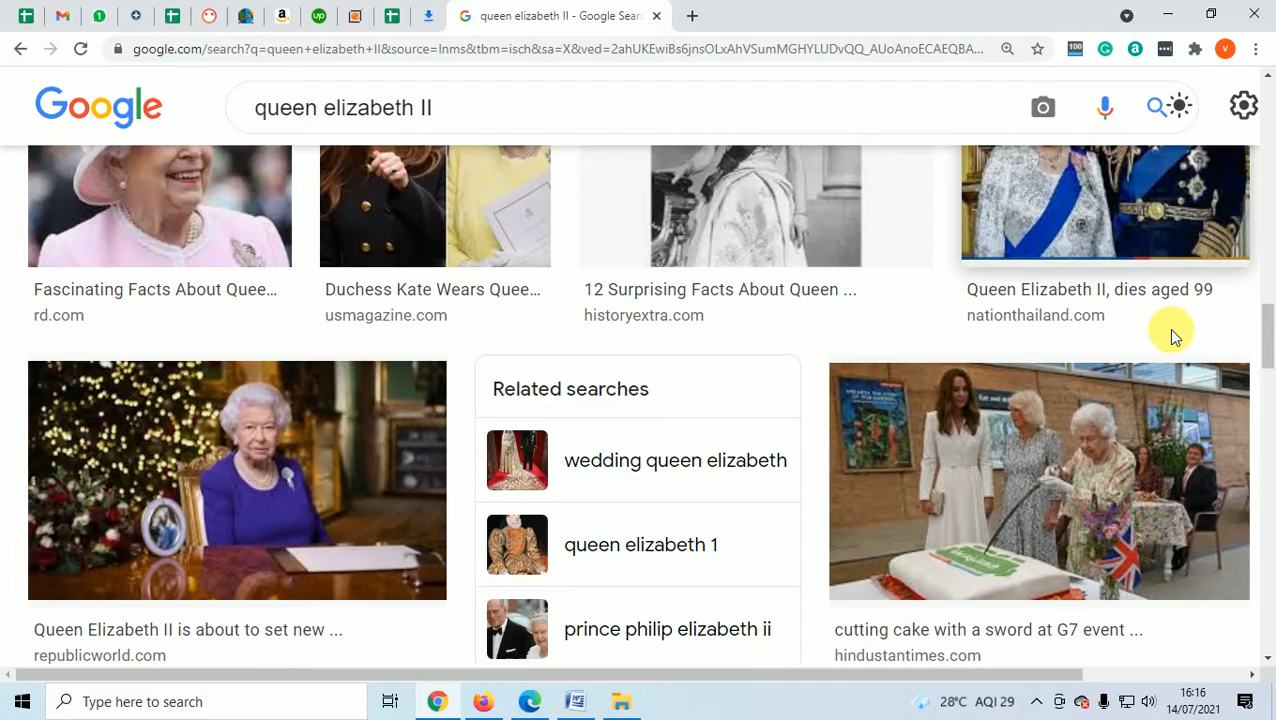 queen elizabeth II - Google Sear
google.com/search?q=queen+elizabeth+II&source=lnms&tbm=isch&sa=X&ved=2ahUKEwiBs6jnsOLxAhVSumMGHYLUDvQQ_AUoAnoECAEQBA...
100
V
Google
queen elizabeth II
Fascinating Facts About Quee...
Duchess Kate Wears Quee...
12 Surprising Facts About Queen ...
Queen Elizabeth II, dies aged 99
rd.com
usmagazine.com
historyextra.com
nationthailand.com
Related searches
wedding queen elizabeth
queen elizabeth 1
prince philip elizabeth ii
Queen Elizabeth II is about to set new ...
republicworld.com
cutting cake with a sword at G7 event ...
hindustantimes.com
Type here to search
28°C AQI 29
16:16
14/07/2021